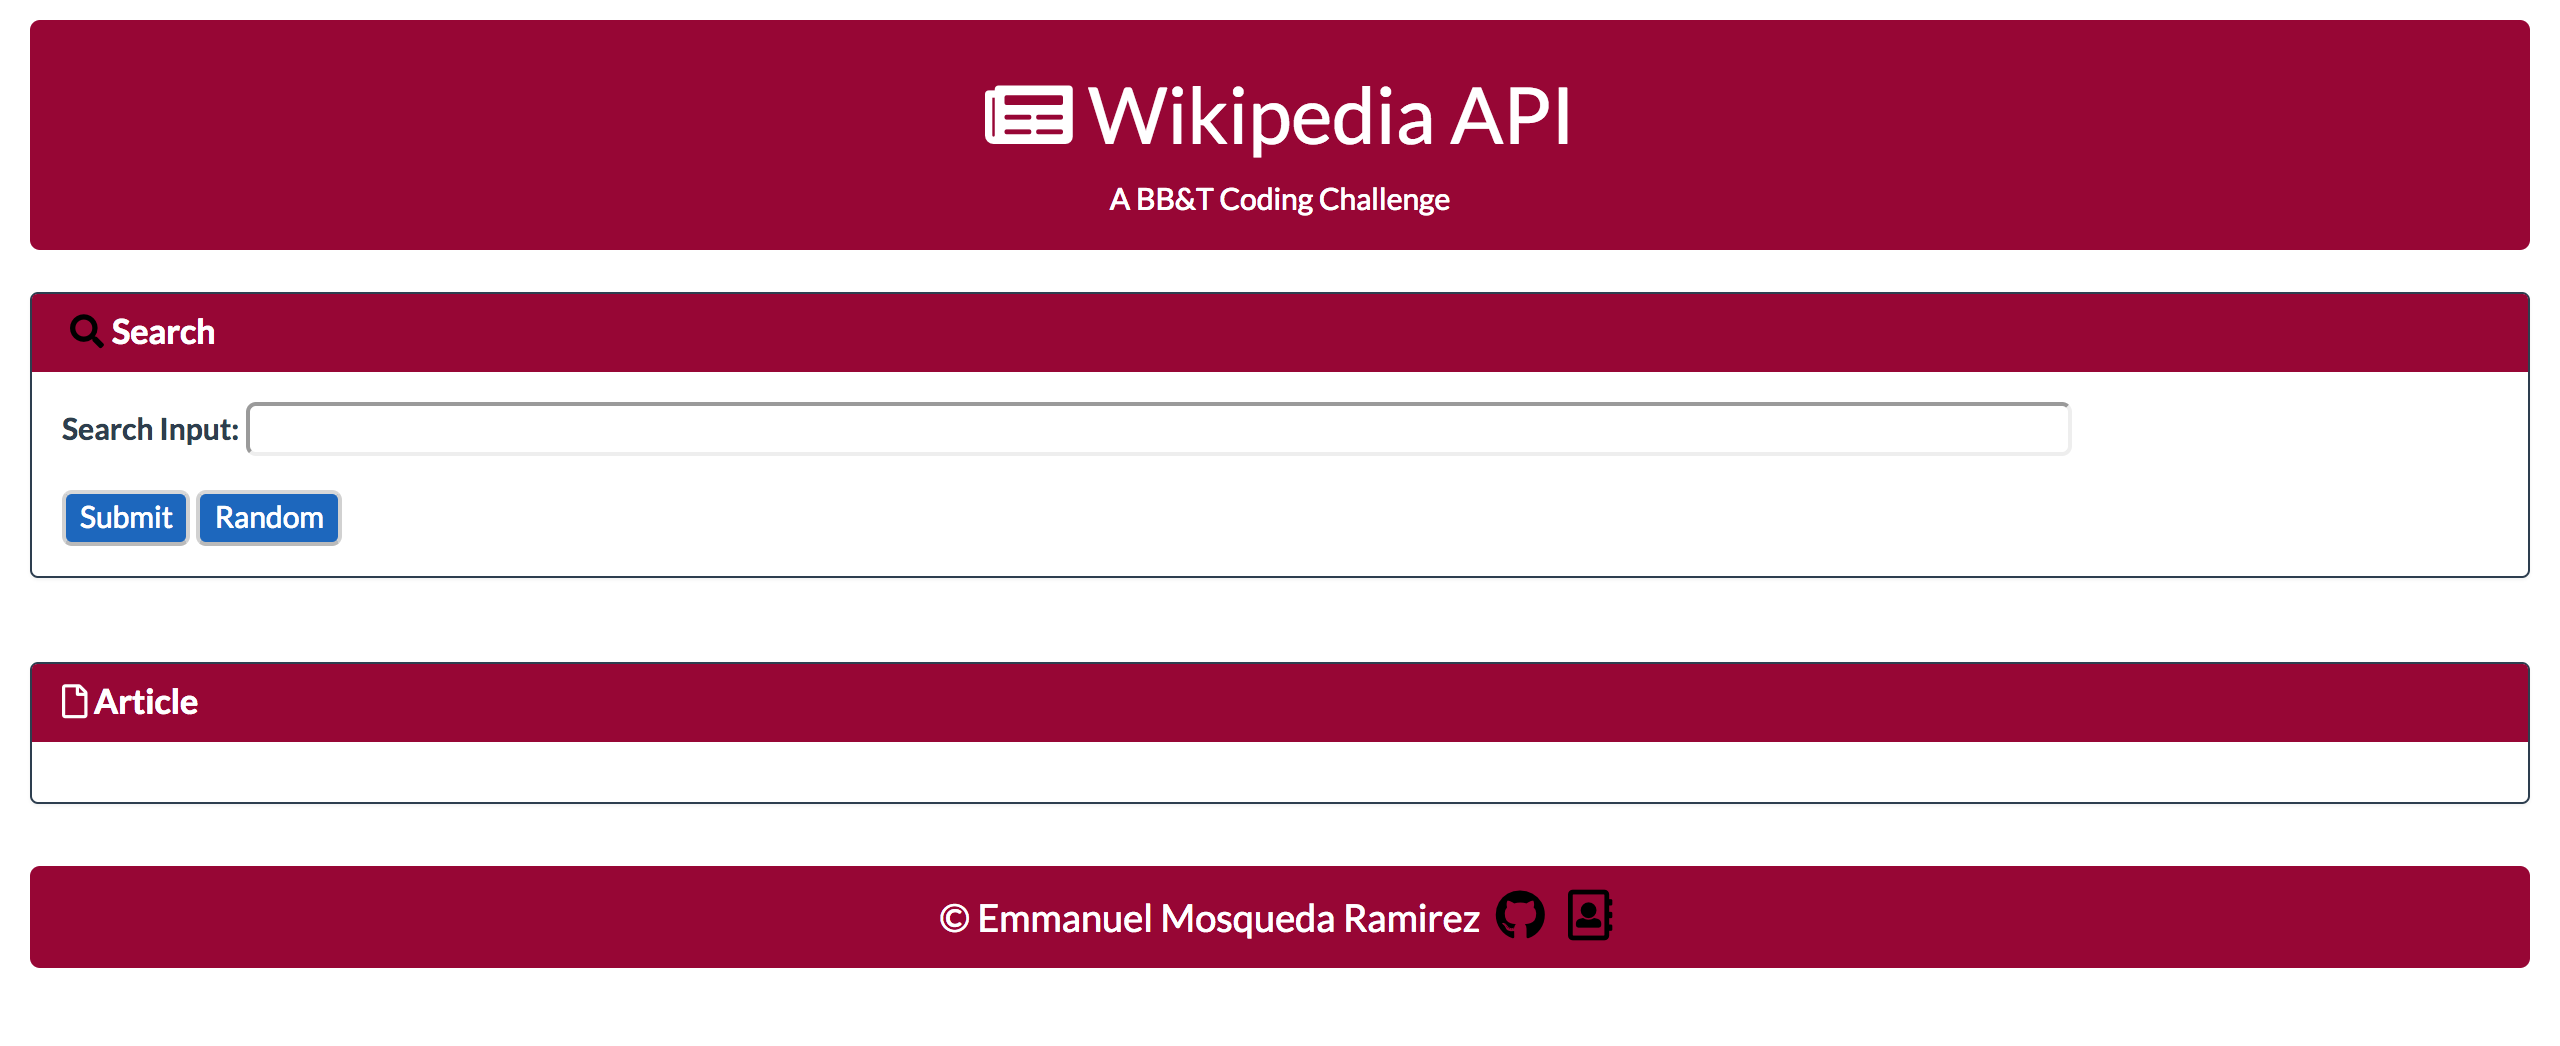 Wikipedia API
A BB&T Coding Challenge
Search
Search Input:
Submit Random
Article
© Emmanuel Mosqueda Ramirez